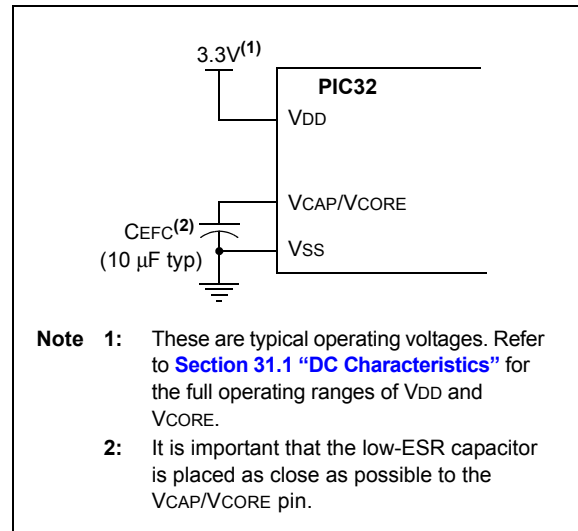 3.3V(1)
PIC32
VDD
VCAP/VCORE
CEFC(2)
(10 μF typ)
VSS
Note 1: These are typical operating voltages. Refer
to Section 31.1 “DC Characteristics” for
the full operating ranges of VDD and
VCORE.
2: It is important that the low-ESR capacitor
is placed as close as possible to the
VCAP/VCORE pin.